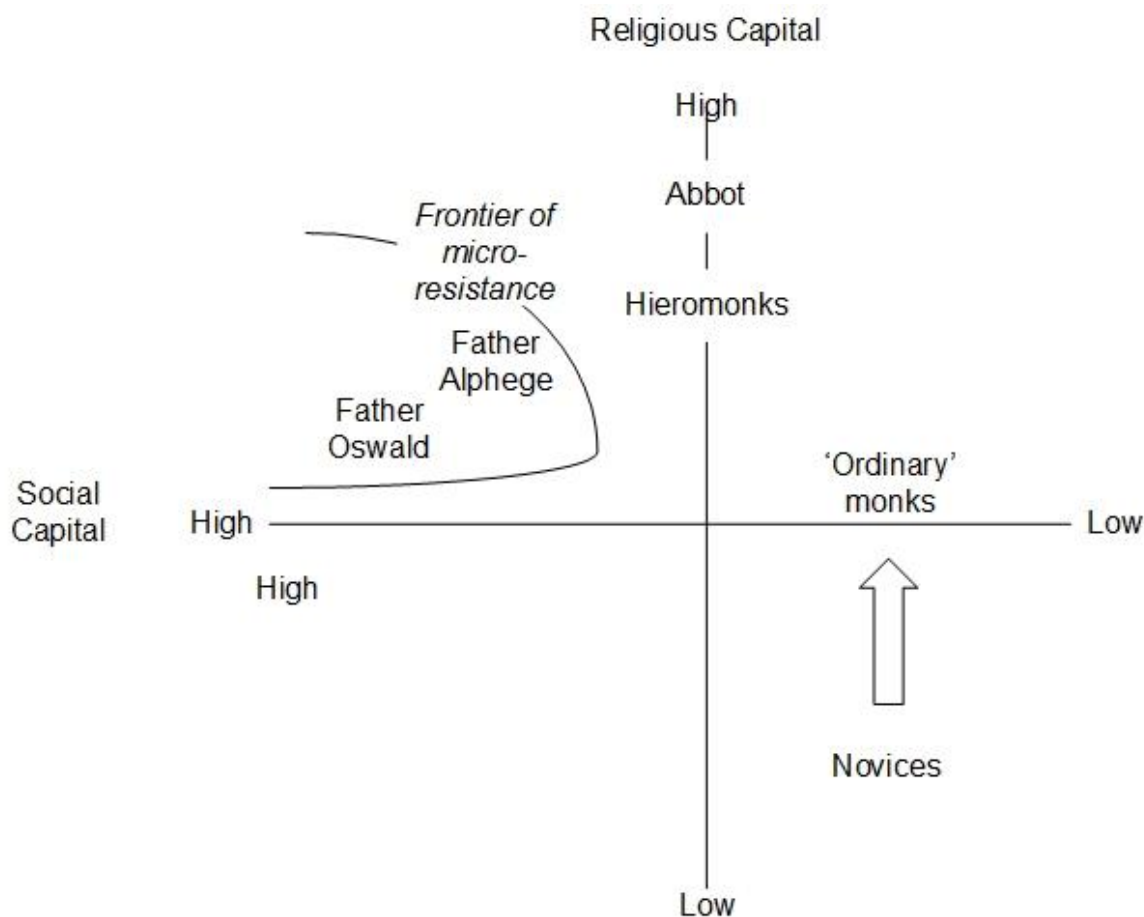 Religious Capital
High
Abbot
Frontier of
micro-
resistance
Hieromonks
Father
Alphege
Father
Oswald
‘Ordinary’
monks
Social
Capital
High
Low
High
Novices
Low